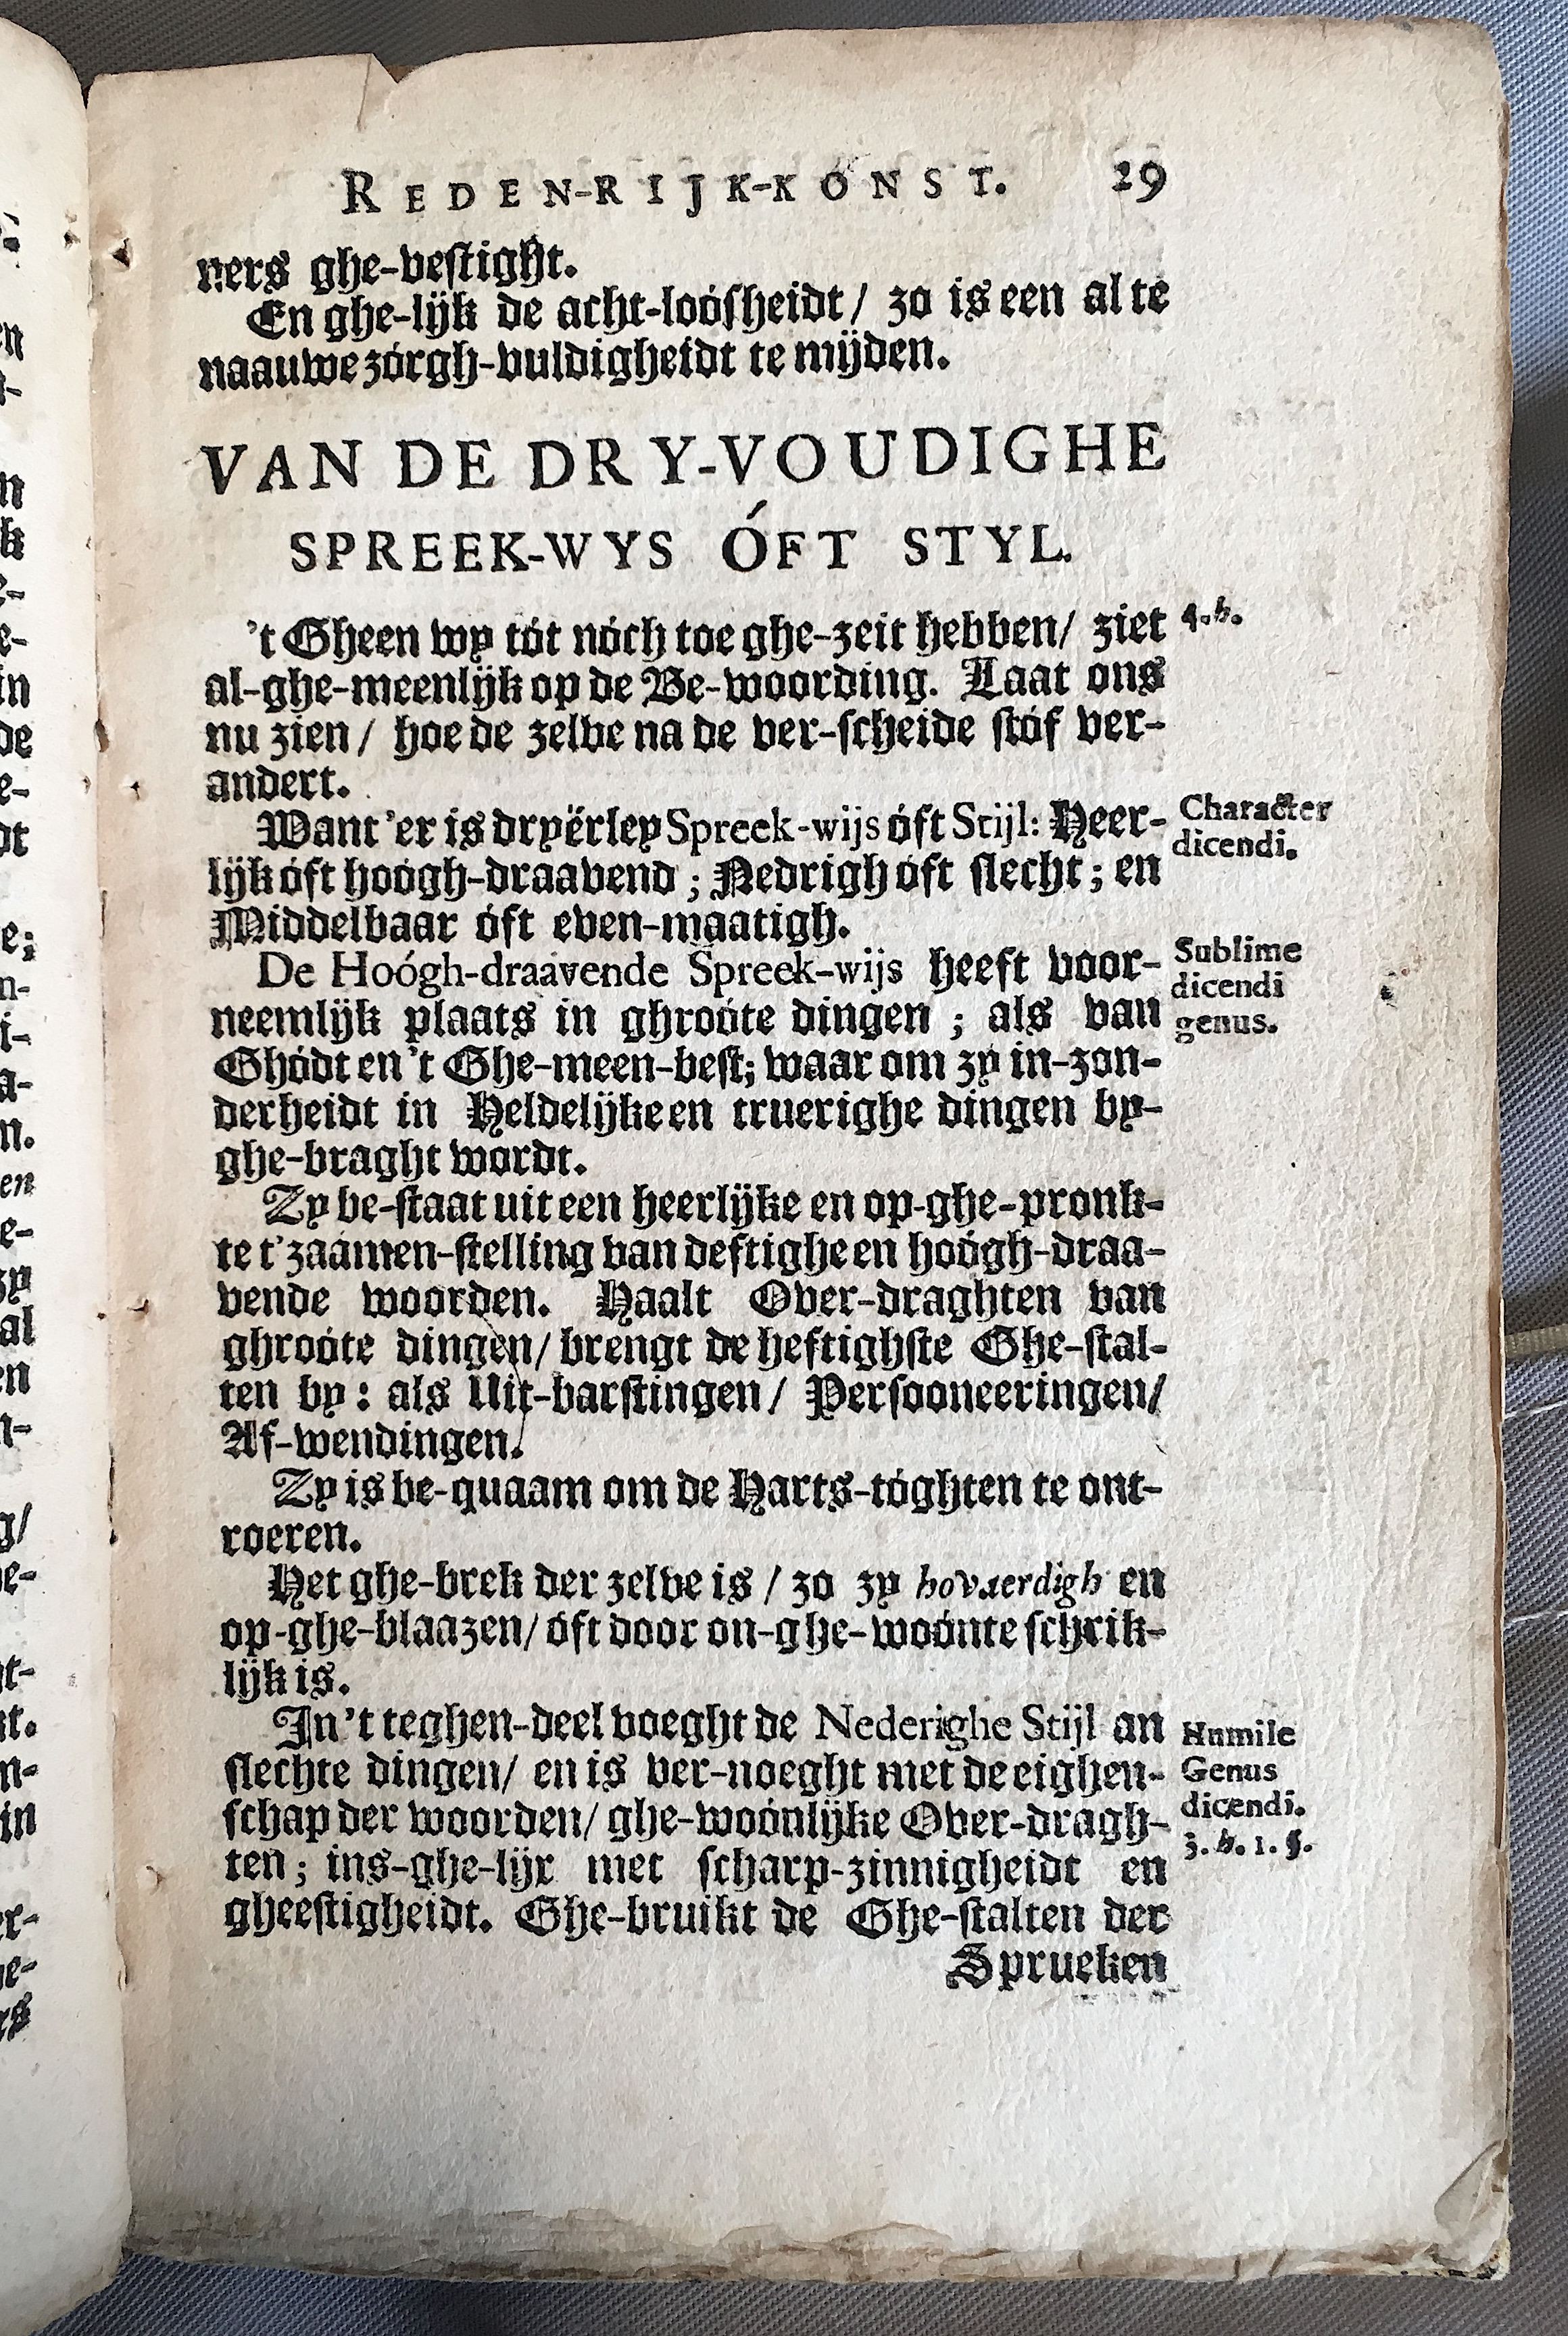 REDEN-RIJK-KÓNST. 29
ners ghe-vestight.
En ghe-lijk de acht-loósheidt / zo is een al te
naauwe zórgh-vuldigheidt te mijden.
VAN DE DRY-VOUDIGHE
SPREEK-WYS ÓFT STYL.
't Gheen wy tót nóch toe ghe-zeit hebben / ziet
al-ghe-meenlijk op de Be-woording. Laat ons
nu zien / hoe de zelve na de ver-scheide stóf ver-
andert.
Want 'er is dryërley Spreek-wijs óft Stijl: Heer-
Character
lijk óft hoógh-draavend ; Nedrigh óft slecht ; en
dicendi.
Middelbaar óft even-maatigh.
De Hoógh-draavende Spreek-wijs heeft voor-
Sublime
neemlijk plaats in ghroóte dingen ; als van
dicendi
genus.
Ghódt en 't Ghe-meen-best; waar om zy in-zon-
derheidt in Heldelijke en truerighe dingen by-
ghe-braght wordt.
Zy be-staat uit een heerlijke en op-ghe-pronk-
te t'zaamen-stelling van deftighe en hoógh-draa-
vende woorden. Haalt Over-draghten van
ghroóte dingen / brengt de heftighste Ghe-stal-
ten by : als Uit-barstingen / Persooneeringen /
Af-wendingen.
Zy is be-quaam om de Harts-tóghten te ont-
roeren.
Het ghe-brek der zelve is / zo zy hovaerdigh en
op-ghe-blaazen / óft door on-ghe-woónte schrik-
lijk is.
In 't teghen-deel voeght de Nederighe Stijl an
Humile
slechte dingen / en is ver-noeght met de eighen-
Genus
schap der woorden / ghe-woónlijke Over-dragh-
dicendi.
ten ; ins-ghe-lijx met scharp-zinnigheidt en
gheestigheidt. Ghe-bruikt de Ghe-stalten der
Sprueken